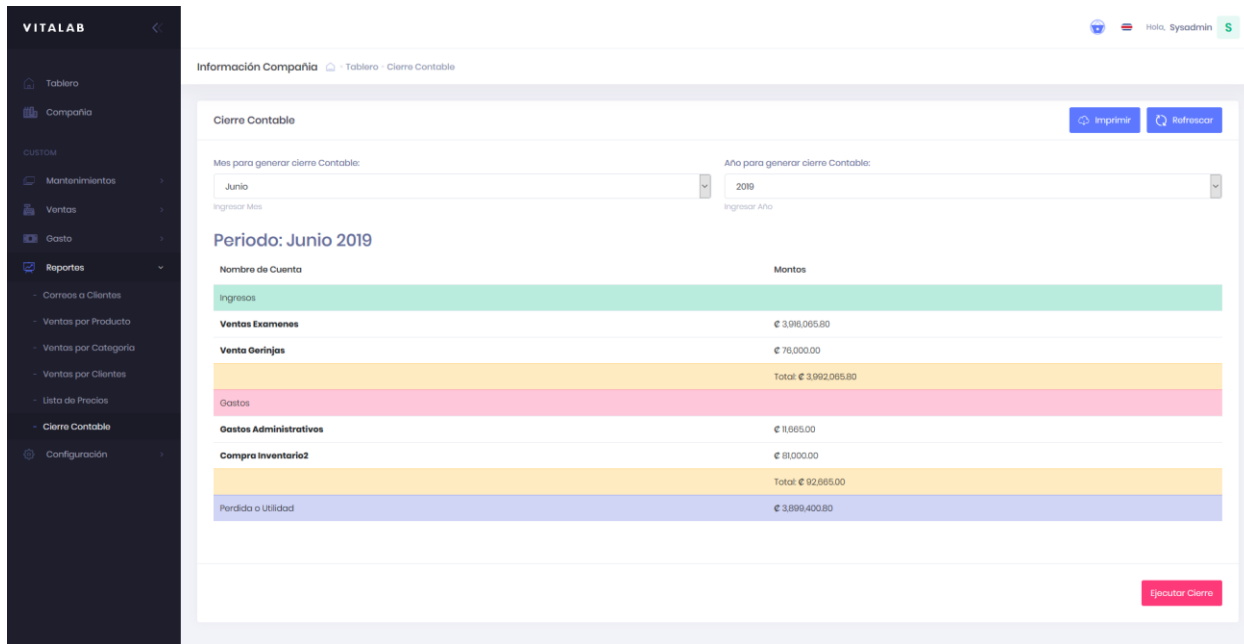 VITALAB
Hola, Sysadmin S
Información Compañia - Tablero - Cierre Contable
Tablero
Compañia
CUSTOM
Mantenimientos
Ventas
Gasto
Reportes
- Correos a Clientes
- Ventas por Producto
- Ventas por Categoria
- Ventas por Clientes
- Lista de Precios
- Cierre Contable
Configuración
Cierre Contable
Imprimir
Refrescar
Mes para generar cierre Contable:
Año para generar cierre Contable:
Junio
2019
Ingresar Mes
Ingresar Año
Periodo: Junio 2019
Nombre de Cuenta Montos
Ingresos
Ventas Examenes ₡ 3,916,065.80
Venta Gerinjas ₡ 76,000.00
Total: ₡ 3,992,065.80
Gastos
Gastos Administrativos ₡ 11,665.00
Compra Inventario2 ₡ 81,000.00
Total: ₡ 92,665.00
Perdida o Utilidad ₡ 3,899,400.80
Ejecutar Cierre